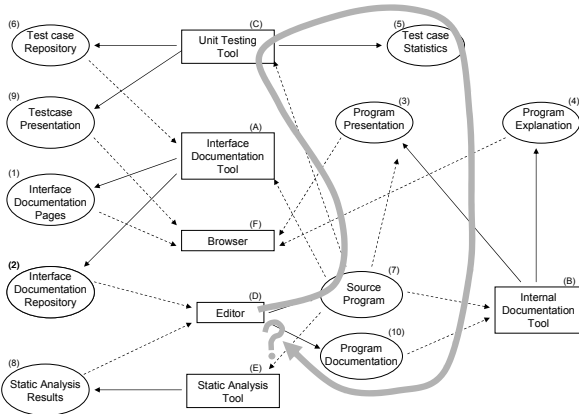 (6)
Test case
Repository
(C)
Unit Testing
Tool
(5)
Test case
Statistics
(9)
Testcase
Presentation
(A)
Interface
Documentation
Tool
(3)
Program
Presentation
(4)
Program
Explanation
(1)
Interface
Documentation
Pages
(F)
Browser
(2)
Interface
Documentation
Repository
(D)
Editor
(7)
Source
Program
(B)
Internal
Documentation
Tool
?
(10)
Program
Documentation
(8)
Static Analysis
Results
(E)
Static Analysis
Tool